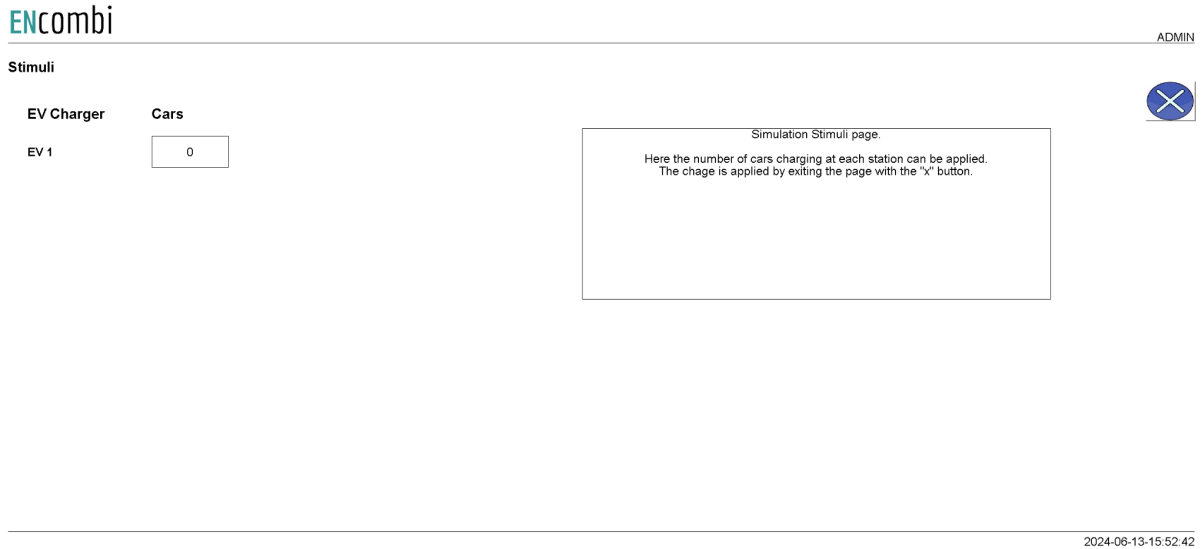 ENcombi
ADMIN
Stimuli
EV Charger Cars
EV 1 0
Simulation Stimuli page.
Here the number of cars charging at each station can be applied.
The chage is applied by exiting the page with the "x" button.
2024-06-13-15:52:42